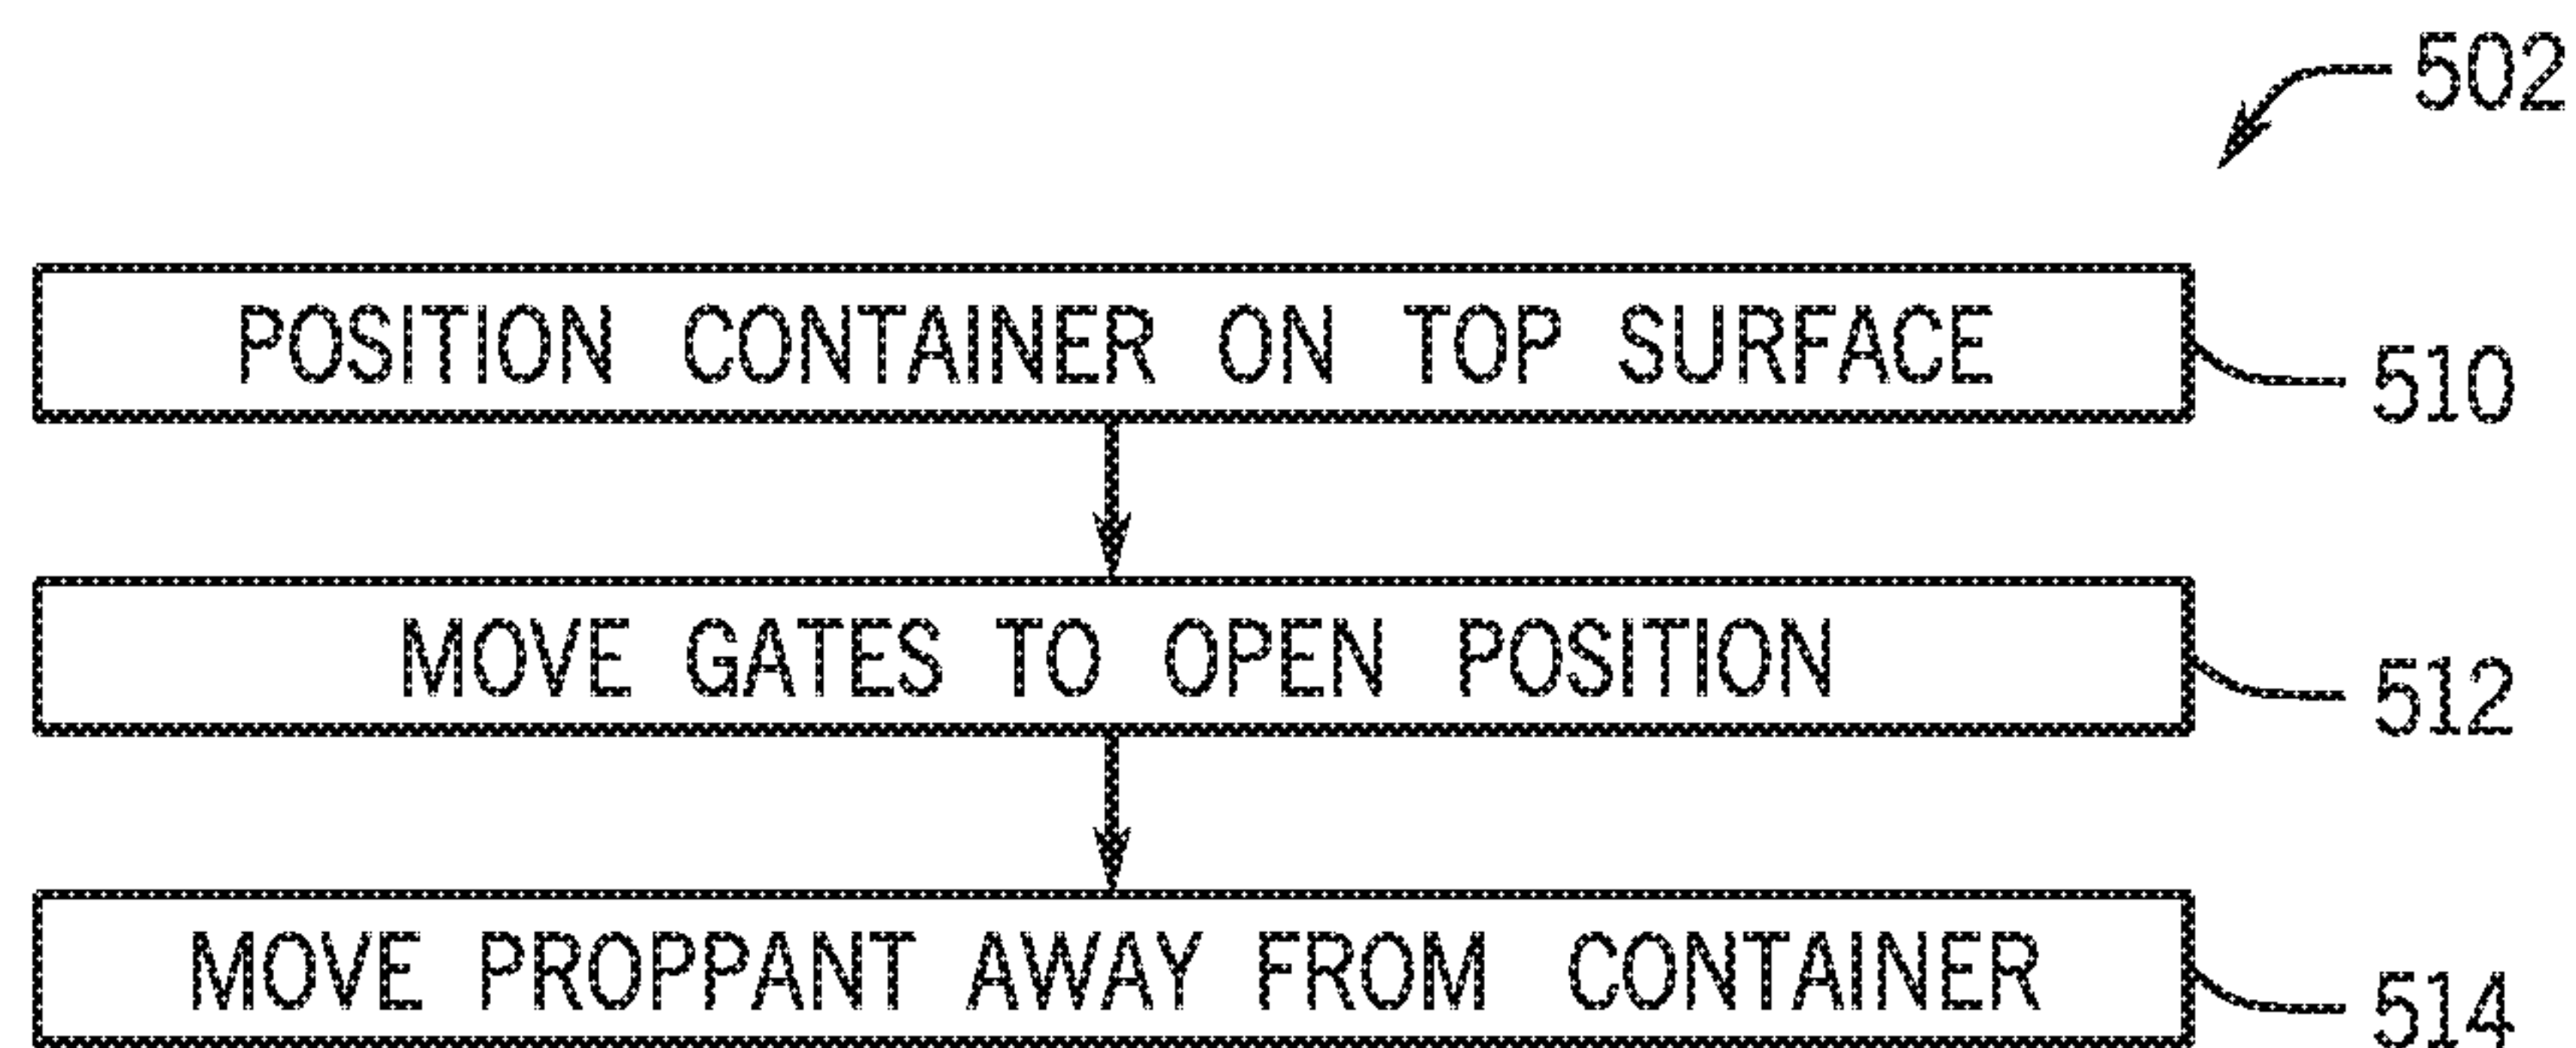 502
POSITION CONTAINER ON TOP SURFACE
510
MOVE GATES TO OPEN POSITION
512
MOVE PROPPANT AWAY FROM CONTAINER
514